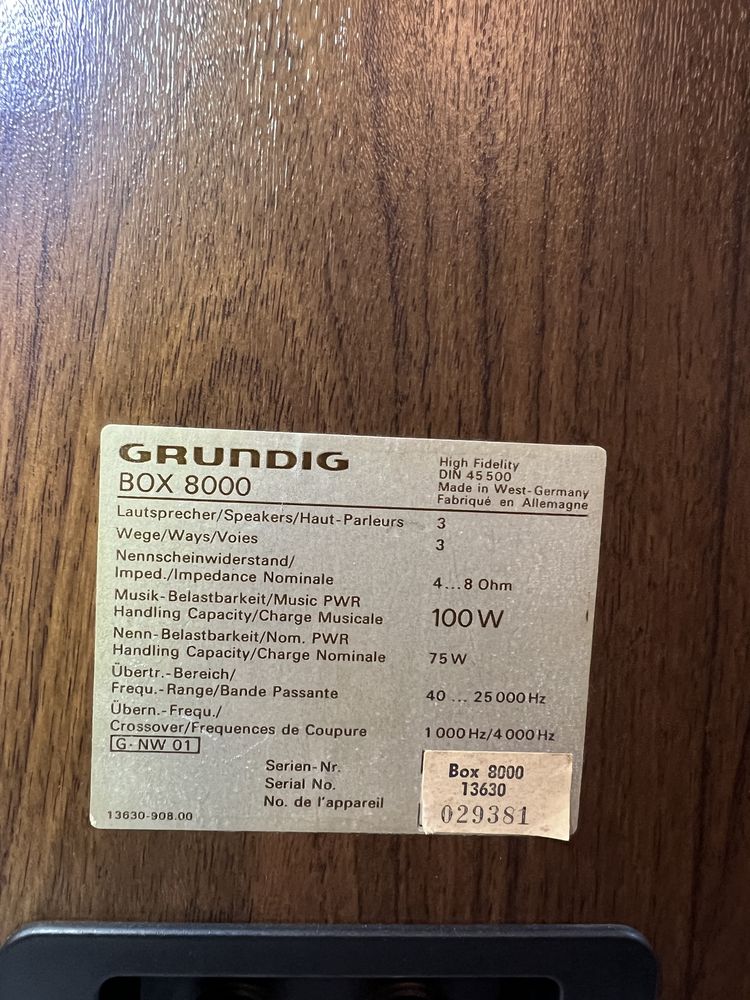 GRUNDIG
BOX 8000
High Fidelity
DIN 45 500
Made in West-Germany
Fabriqué en Allemagne
Lautsprecher/Speakers/Haut-Parleurs 3
Wege/Ways/Voies 3
Nennscheinwiderstand/
Imped./Impedance Nominale 4...8 Ohm
Musik-Belastbarkeit/Music PWR
Handling Capacity/Charge Musicale 100 W
Nenn-Belastbarkeit/Nom. PWR
Handling Capacity/Charge Nominale 75 W
Übertr.-Bereich/
Frequ.-Range/Bande Passante 40 ... 25 000 Hz
Übern.-Frequ./
Crossover/Frequences de Coupure 1 000 Hz/4 000 Hz
G-NW 01
Serien-Nr.
Serial No.
No. de l'appareil
Box 8000
13630
029381
13630-908.00